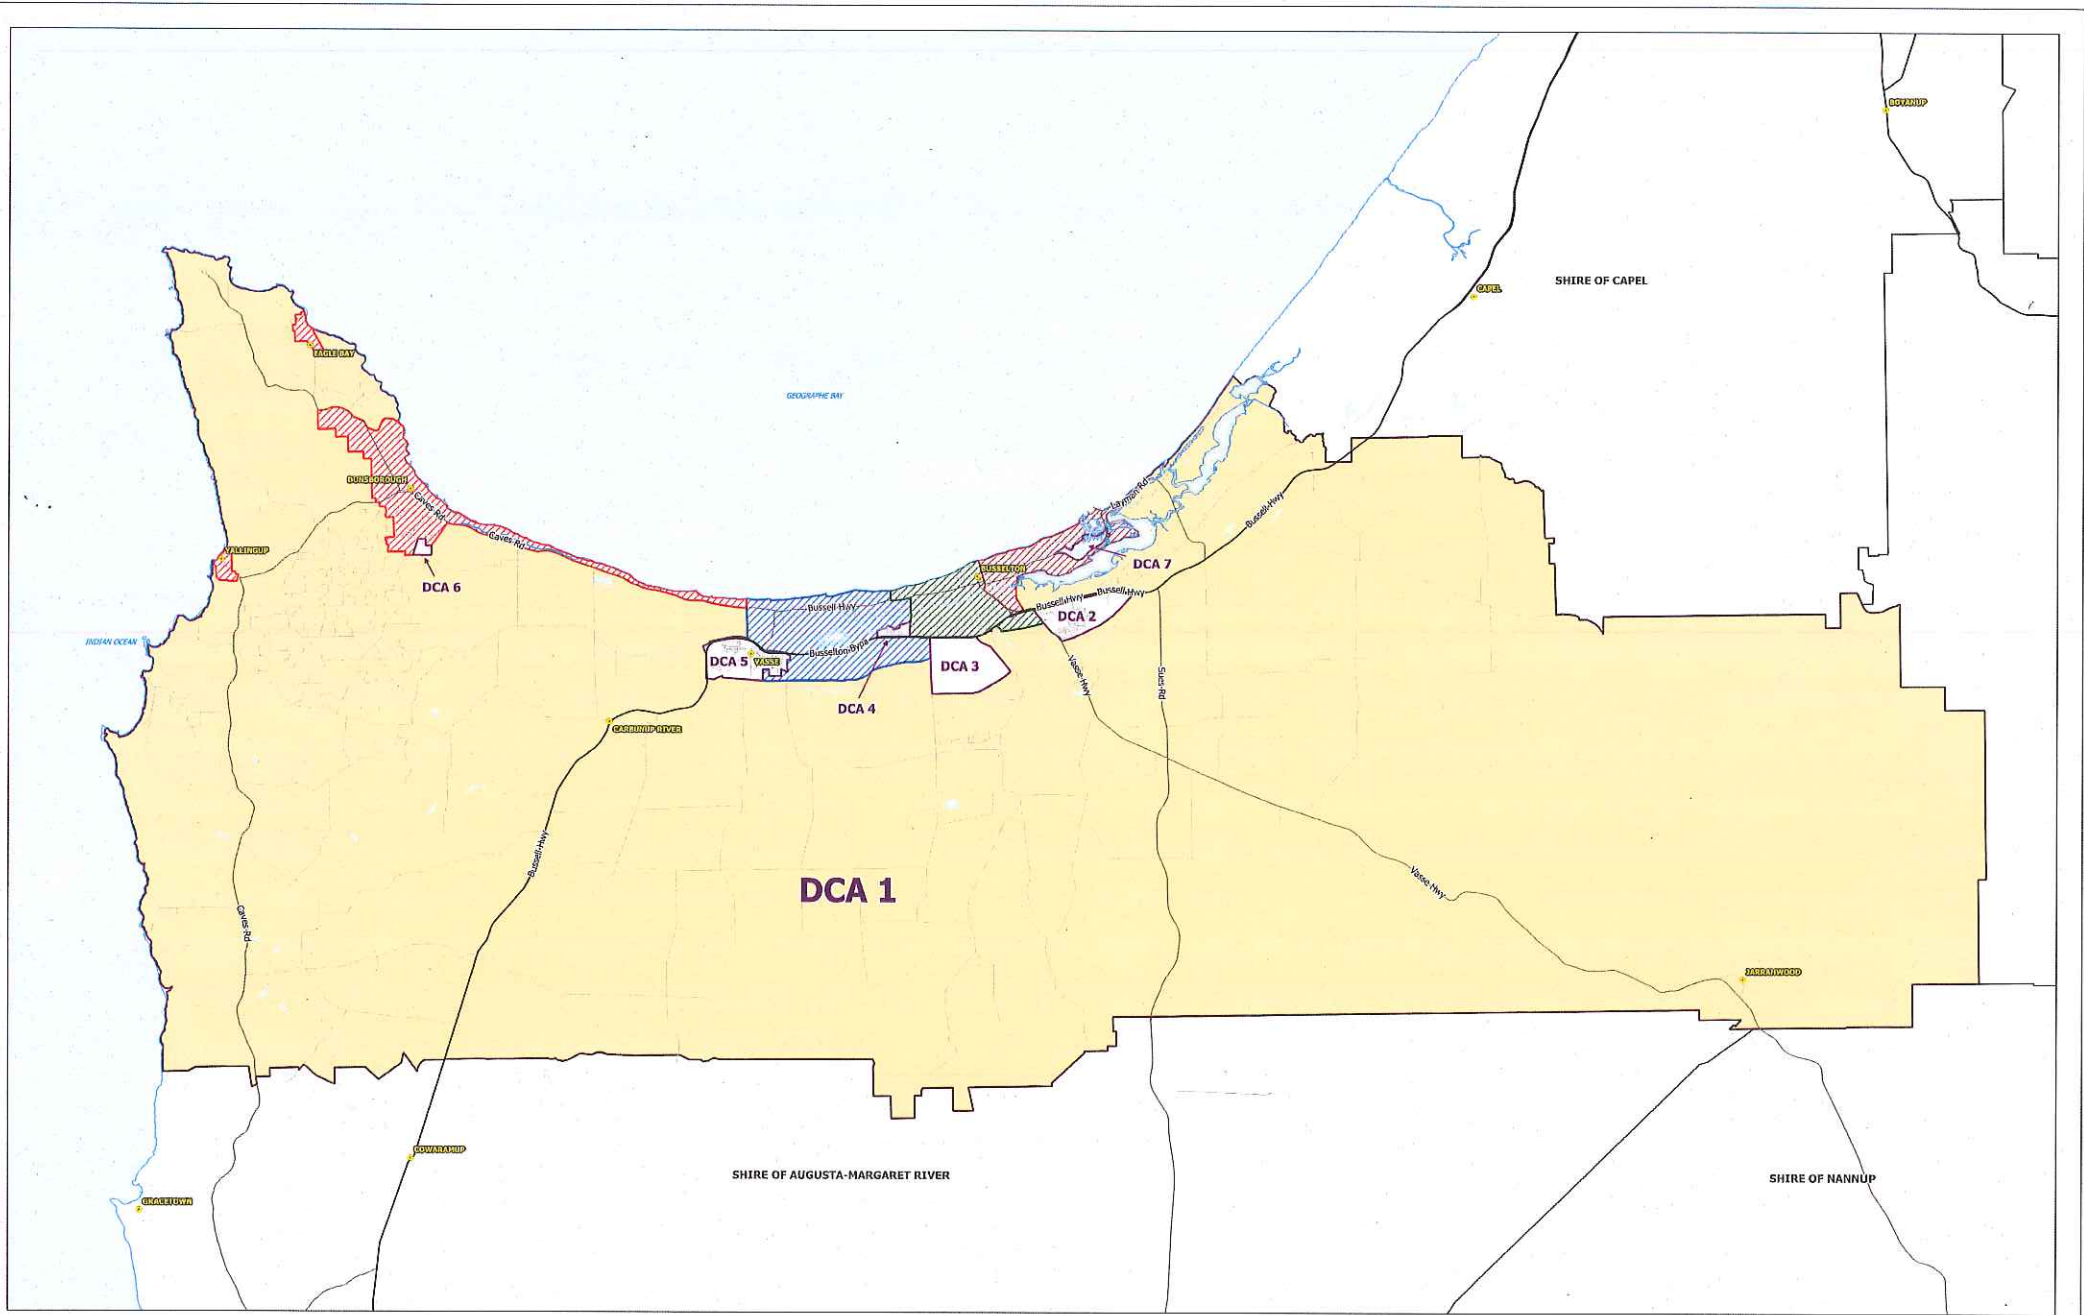 BOYANUP
SHIRE OF CAPEL
CAPEL
EAGLE BAY
GEOGRAPHE BAY
DUNSBOROUGH
Caves Rd
Layman Rd
Bussell-Hwy
Caves Rd
YALLINGUP
DCA 7
BUSSELTON
DCA 6
Bussell-Hwy
Bussell-Hwy
Bussell-Hwy
DCA 2
INDIAN OCEAN
Busselton-Bypa
DCA 5
VASSE
DCA 3
Vasse-Hwy
Sues-Rd
DCA 4
CARBUNUP RIVER
Bussell-Hwy
DCA 1
Vasse-Hwy
Caves-Rd
JARRAHWOOD
COWARAMUP
SHIRE OF AUGUSTA-MARGARET RIVER
SHIRE OF NANNUP
GRACETOWN